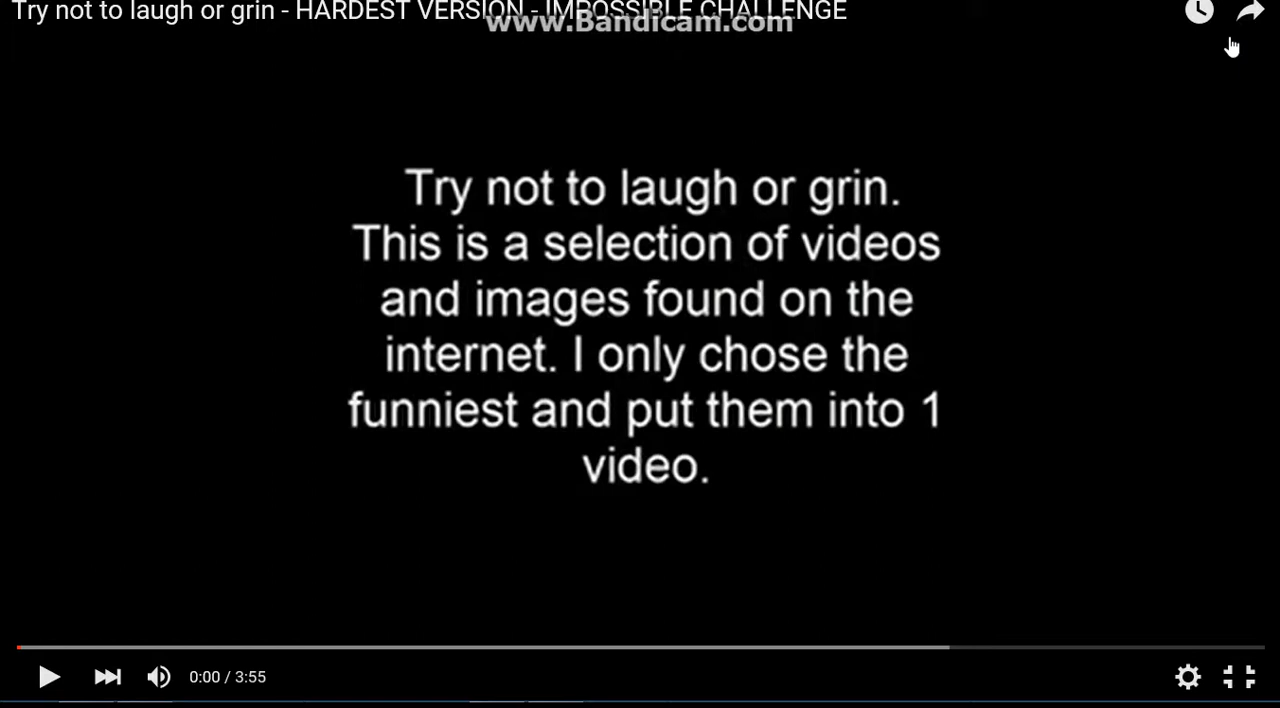 Try not to laugh or grin - HARDEST VERSION - IMPOSSIBLE CHALLENGE
www.Bandicam.com
Try not to laugh or grin.
This is a selection of videos
and images found on the
internet. I only chose the
funniest and put them into 1
video.
0:00 / 3:55